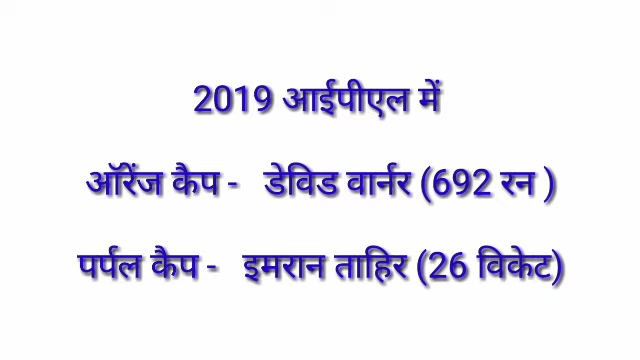 2019 आईपीएल में
ऑरेंज कैप - डेविड वार्नर (692 रन )
पर्पल कैप - इमरान ताहिर (26 विकेट)